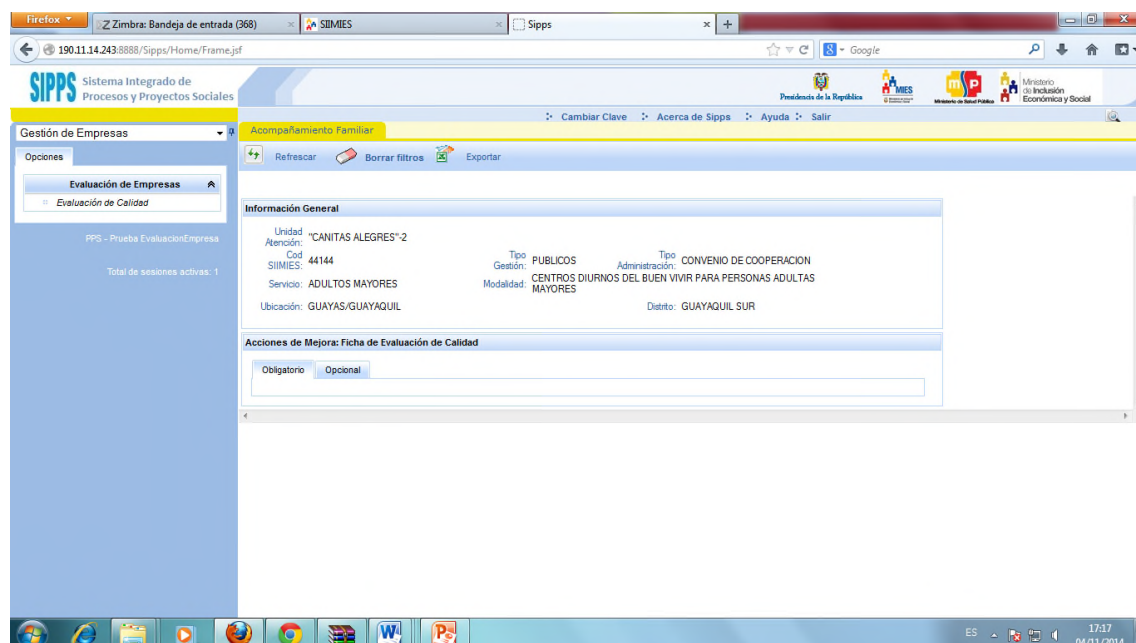 Firefox
Zimbra: Bandeja de entrada (368)
SIIMIES
Sipps
190.11.14.243:8888/Sipps/Home/Frame.jsf
Google
SIPPS Sistema Integrado de
Procesos y Proyectos Sociales
Presidencia de la República
MIES
msp
Ministerio de Salud Pública
Ministerio
de Inclusión
Económica y Social
Cambiar Clave Acerca de Sipps Ayuda Salir
Gestión de Empresas
Acompañamiento Familiar
Opciones
Refrescar Borrar filtros Exportar
Evaluación de Empresas
Evaluación de Calidad
PPS - Prueba EvaluacionEmpresa
Total de sesiones activas: 1
Información General
Unidad Atención: "CANITAS ALEGRES"-2
Cod SIIMIES: 44144 Tipo Gestión: PUBLICOS Tipo Administración: CONVENIO DE COOPERACION
Servicio: ADULTOS MAYORES Modalidad: CENTROS DIURNOS DEL BUEN VIVIR PARA PERSONAS ADULTAS MAYORES
Ubicación: GUAYAS/GUAYAQUIL Distrito: GUAYAQUIL SUR
Acciones de Mejora: Ficha de Evaluación de Calidad
Obligatorio Opcional
ES 17:17
04/11/2014